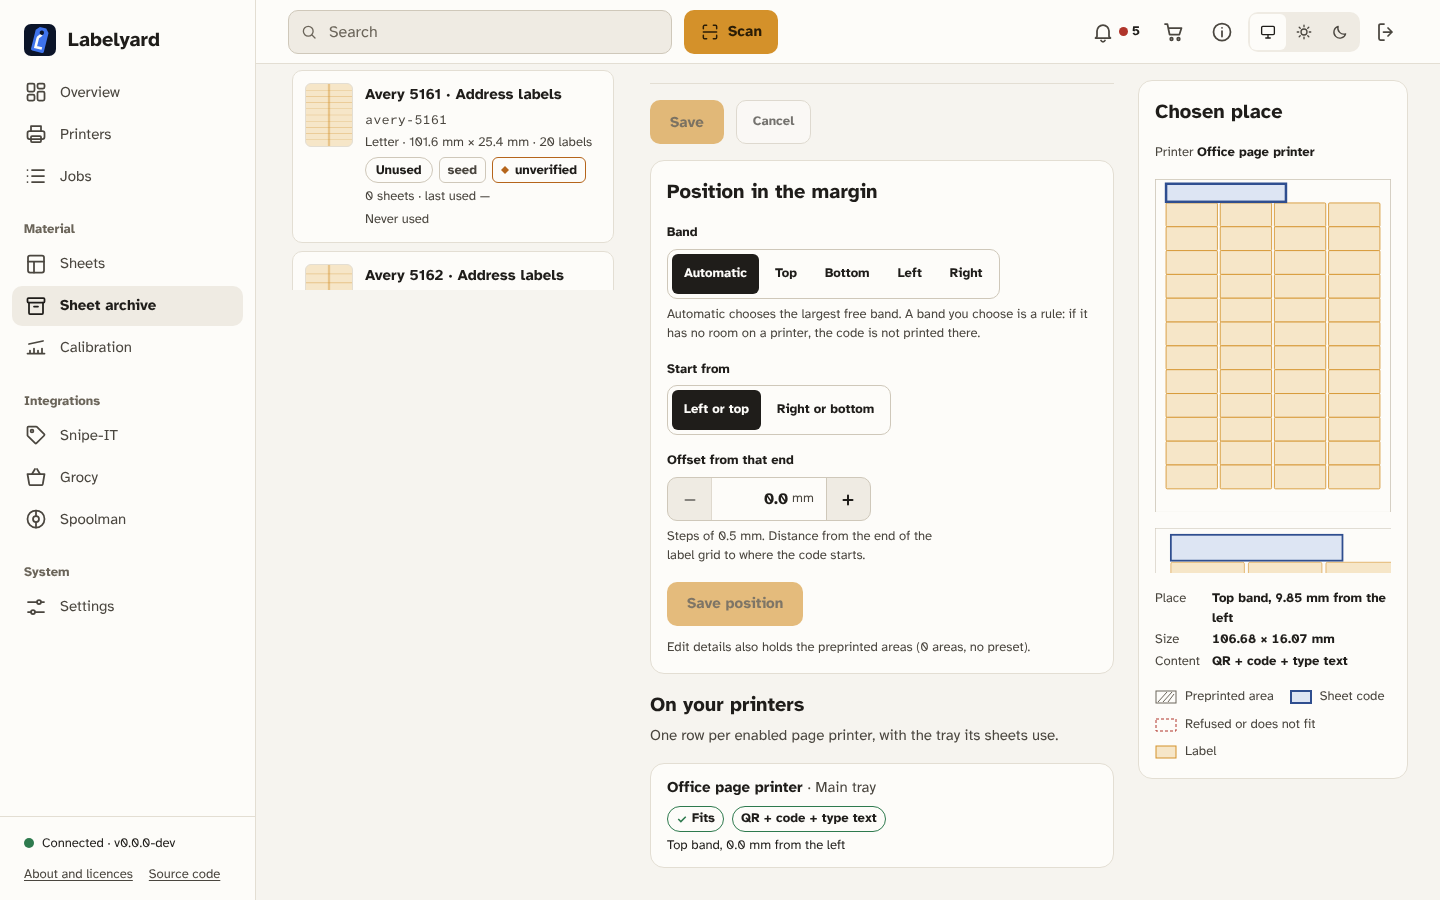 Labelyard
Search
Scan
5
Overview
Printers
Jobs
Material
Sheets
Sheet archive
Calibration
Integrations
Snipe-IT
Grocy
Spoolman
System
Settings
Connected · v0.0.0-dev
About and licences
Source code
Avery 5161 · Address labels
avery-5161
Letter · 101.6 mm × 25.4 mm · 20 labels
Unused
seed
unverified
0 sheets · last used —
Never used
Avery 5162 · Address labels
Save
Cancel
Position in the margin
Band
Automatic
Top
Bottom
Left
Right
Automatic chooses the largest free band. A band you choose is a rule: if it
has no room on a printer, the code is not printed there.
Start from
Left or top
Right or bottom
Offset from that end
− 0.0 mm +
Steps of 0.5 mm. Distance from the end of the
label grid to where the code starts.
Save position
Edit details also holds the preprinted areas (0 areas, no preset).
On your printers
One row per enabled page printer, with the tray its sheets use.
Office page printer · Main tray
Fits
QR + code + type text
Top band, 0.0 mm from the left
Chosen place
Printer Office page printer
Place Top band, 9.85 mm from the
left
Size 106.68 × 16.07 mm
Content QR + code + type text
Preprinted area
Sheet code
Refused or does not fit
Label